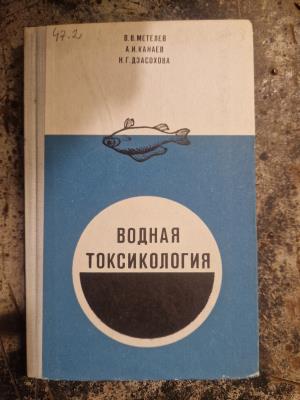 47.2
В.В.МЕТЕЛЕВ
А.И.КАНАЕВ
Н.Г.ДЗАСОХОВА
ВОДНАЯ
ТОКСИКОЛОГИЯ